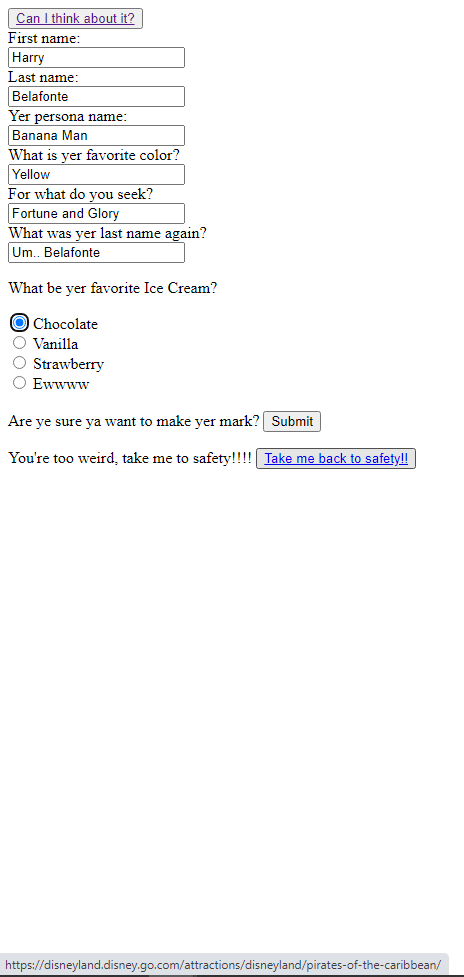 Can I think about it?
First name:
Harry
Last name:
Belafonte
Yer persona name:
Banana Man
What is yer favorite color?
Yellow
For what do you seek?
Fortune and Glory
What was yer last name again?
Um.. Belafonte
What be yer favorite Ice Cream?
Chocolate
Vanilla
Strawberry
Ewwww
Are ye sure ya want to make yer mark? Submit
You're too weird, take me to safety!!!! Take me back to safety!!
https://disneyland.disney.go.com/attractions/disneyland/pirates-of-the-caribbean/